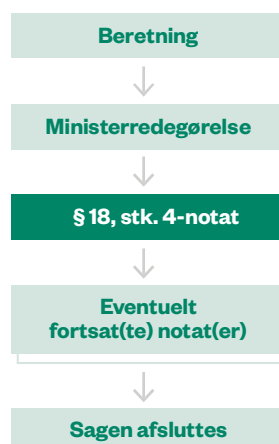 Beretning
Ministerredegørelse
§ 18, stk. 4-notat
Eventuelt
fortsat(te) notat(er)
Sagen afsluttes